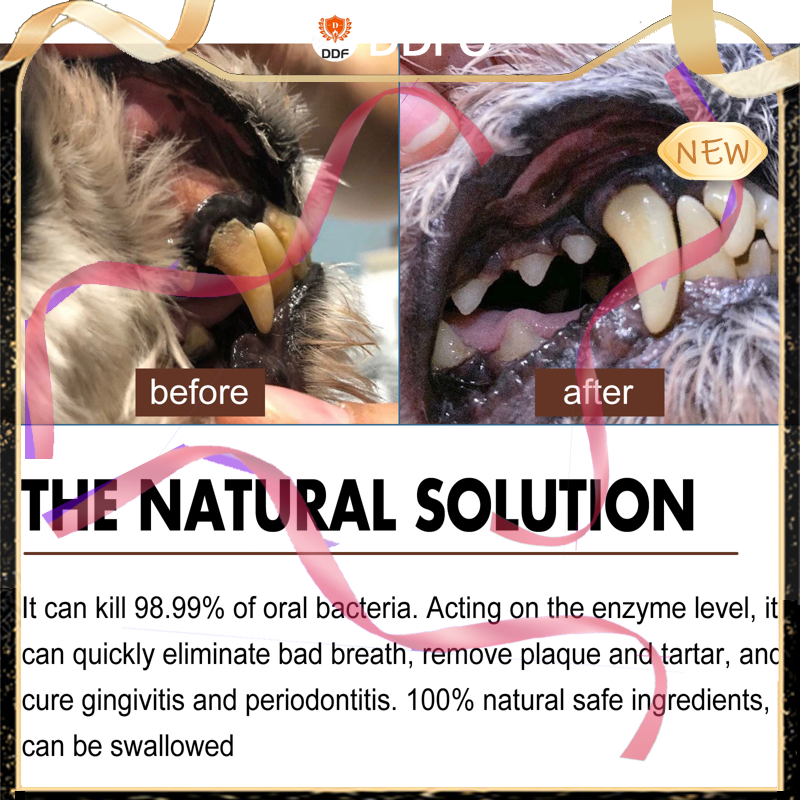 DDF
NEW
before
after
THE NATURAL SOLUTION
It can kill 98.99% of oral bacteria. Acting on the enzyme level, it
can quickly eliminate bad breath, remove plaque and tartar, and
cure gingivitis and periodontitis. 100% natural safe ingredients,
can be swallowed